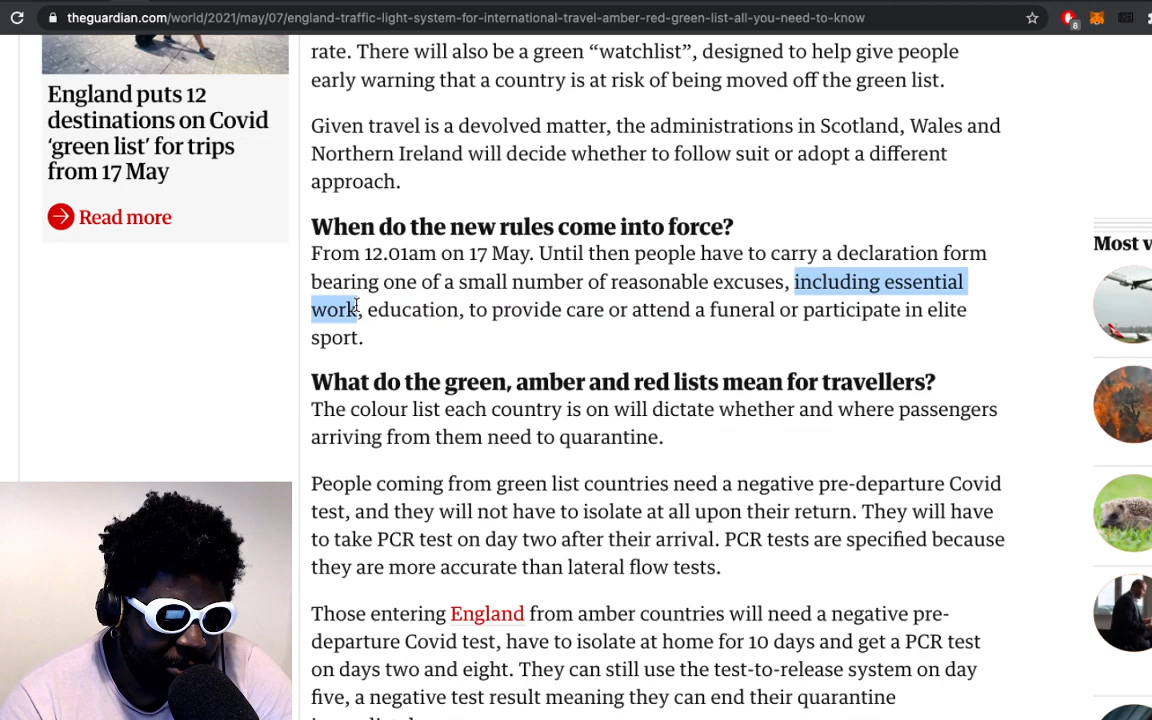 theguardian.com/world/2021/may/07/england-traffic-light-system-for-international-travel-amber-red-green-list-all-you-need-to-know
8
England puts 12
destinations on Covid
‘green list’ for trips
from 17 May
Read more
rate. There will also be a green “watchlist”, designed to help give people
early warning that a country is at risk of being moved off the green list.
Given travel is a devolved matter, the administrations in Scotland, Wales and
Northern Ireland will decide whether to follow suit or adopt a different
approach.
When do the new rules come into force?
From 12.01am on 17 May. Until then people have to carry a declaration form
bearing one of a small number of reasonable excuses, including essential
work, education, to provide care or attend a funeral or participate in elite
sport.
What do the green, amber and red lists mean for travellers?
The colour list each country is on will dictate whether and where passengers
arriving from them need to quarantine.
People coming from green list countries need a negative pre-departure Covid
test, and they will not have to isolate at all upon their return. They will have
to take PCR test on day two after their arrival. PCR tests are specified because
they are more accurate than lateral flow tests.
Those entering England from amber countries will need a negative pre-
departure Covid test, have to isolate at home for 10 days and get a PCR test
on days two and eight. They can still use the test-to-release system on day
five, a negative test result meaning they can end their quarantine
Most v